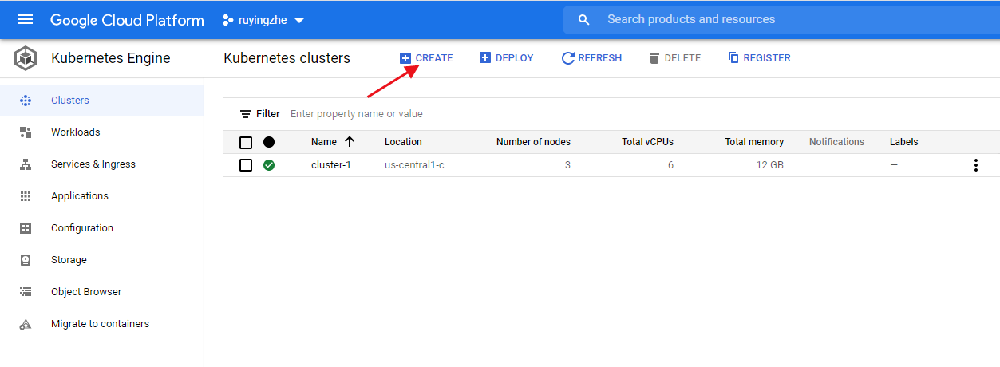 Google Cloud Platform ruyingzhe Search products and resources
Kubernetes Engine
Kubernetes clusters CREATE DEPLOY REFRESH DELETE REGISTER
Clusters
Workloads
Services & Ingress
Applications
Configuration
Storage
Object Browser
Migrate to containers
Filter Enter property name or value
Name Location Number of nodes Total vCPUs Total memory Notifications Labels
cluster-1 us-central1-c 3 6 12 GB —